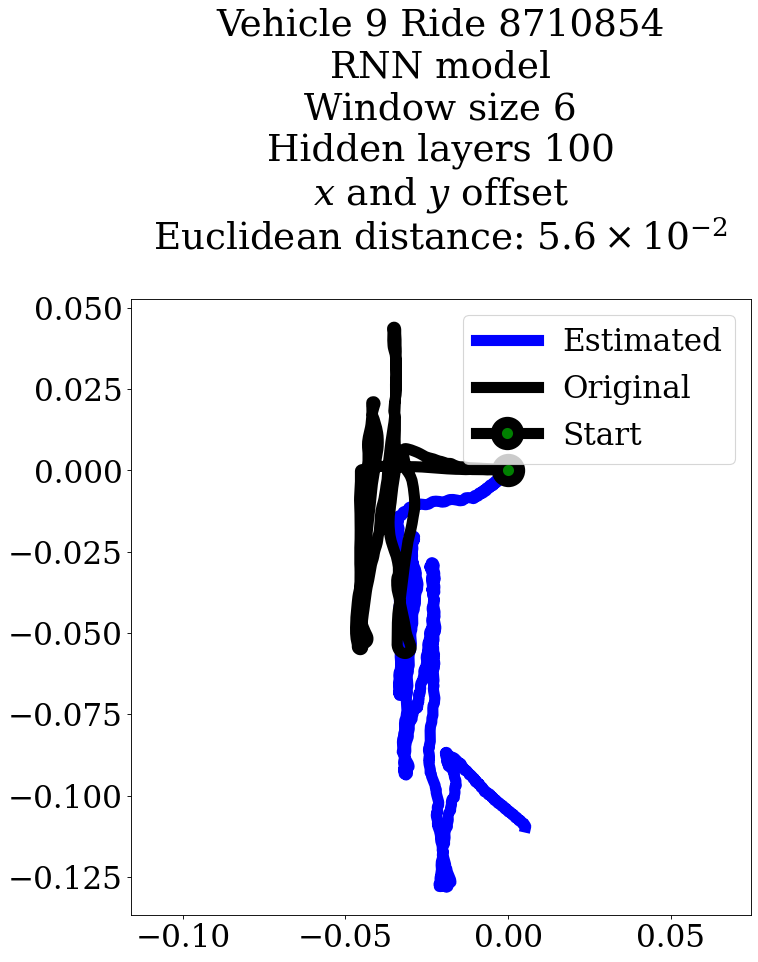 Vehicle 9 Ride 8710854
RNN model
Window size 6
Hidden layers 100
x and y offset
Euclidean distance: 5.6 × 10⁻²
Estimated
Original
Start
0.050
0.025
0.000
−0.025
−0.050
−0.075
−0.100
−0.125
−0.10
−0.05
0.00
0.05